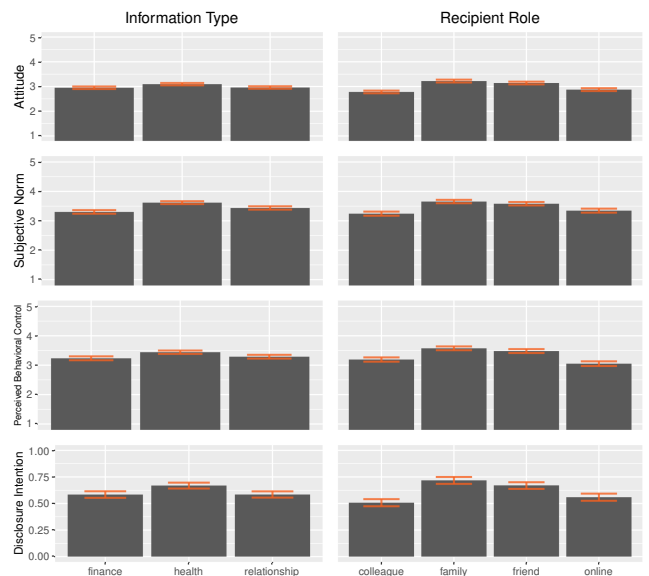 Information Type
Recipient Role
Attitude
5
4
3
2
1
Subjective Norm
5
4
3
2
1
Perceived Behavioral Control
5
4
3
2
1
Disclosure Intention
1.00
0.75
0.50
0.25
0.00
finance health relationship
colleague family friend online